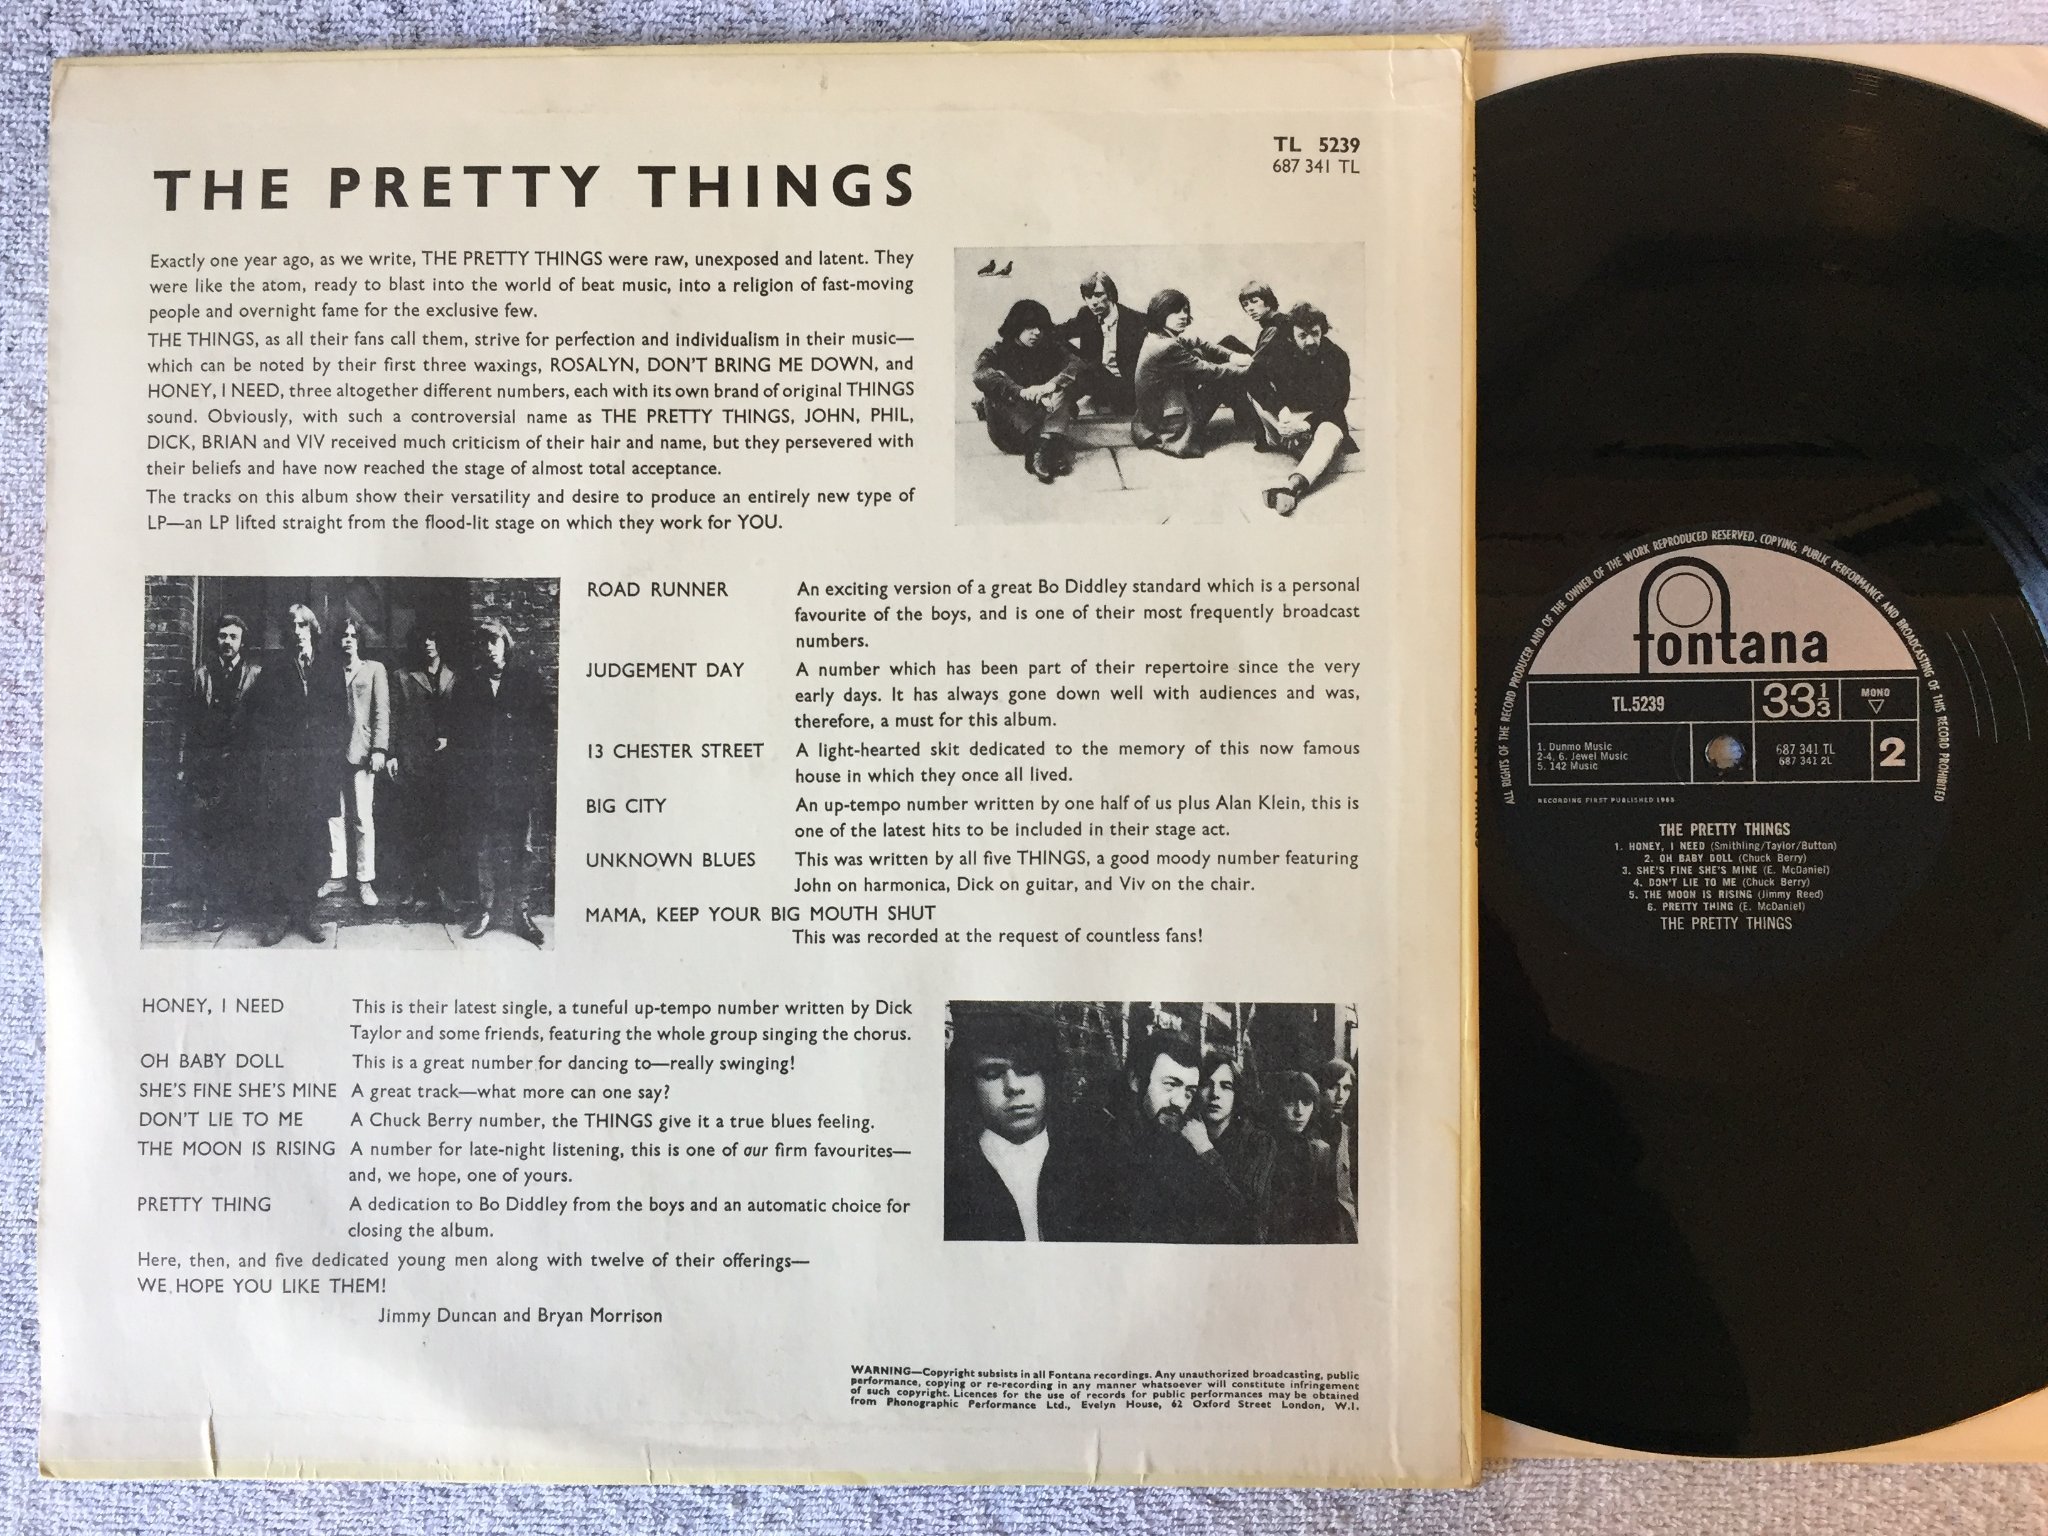 THE PRETTY THINGS
TL 5239
687 341 TL
Exactly one year ago, as we write, THE PRETTY THINGS were raw, unexposed and latent. They
were like the atom, ready to blast into the world of beat music, into a religion of fast-moving
people and overnight fame for the exclusive few.
THE THINGS, as all their fans call them, strive for perfection and individualism in their music—
which can be noted by their first three waxings, ROSALYN, DON'T BRING ME DOWN, and
HONEY, I NEED, three altogether different numbers, each with its own brand of original THINGS
sound. Obviously, with such a controversial name as THE PRETTY THINGS, JOHN, PHIL,
DICK, BRIAN and VIV received much criticism of their hair and name, but they persevered with
their beliefs and have now reached the stage of almost total acceptance.
The tracks on this album show their versatility and desire to produce an entirely new type of
LP—an LP lifted straight from the flood-lit stage on which they work for YOU.
ROAD RUNNER An exciting version of a great Bo Diddley standard which is a personal
favourite of the boys, and is one of their most frequently broadcast
numbers.
JUDGEMENT DAY A number which has been part of their repertoire since the very
early days. It has always gone down well with audiences and was,
therefore, a must for this album.
13 CHESTER STREET A light-hearted skit dedicated to the memory of this now famous
house in which they once all lived.
BIG CITY An up-tempo number written by one half of us plus Alan Klein, this is
one of the latest hits to be included in their stage act.
UNKNOWN BLUES This was written by all five THINGS, a good moody number featuring
John on harmonica, Dick on guitar, and Viv on the chair.
MAMA, KEEP YOUR BIG MOUTH SHUT
This was recorded at the request of countless fans!
HONEY, I NEED This is their latest single, a tuneful up-tempo number written by Dick
Taylor and some friends, featuring the whole group singing the chorus.
OH BABY DOLL This is a great number for dancing to—really swinging!
SHE'S FINE SHE'S MINE A great track—what more can one say?
DON'T LIE TO ME A Chuck Berry number, the THINGS give it a true blues feeling.
THE MOON IS RISING A number for late-night listening, this is one of our firm favourites—
and, we hope, one of yours.
PRETTY THING A dedication to Bo Diddley from the boys and an automatic choice for
closing the album.
Here, then, and five dedicated young men along with twelve of their offerings—
WE HOPE YOU LIKE THEM!
Jimmy Duncan and Bryan Morrison
WARNING—Copyright subsists in all Fontana recordings. Any unauthorized broadcasting, public
performance, copying or re-recording in any manner whatsoever will constitute infringement
of such copyright. Licences for the use of records for public performances may be obtained
from Phonographic Performance Ltd., Evelyn House, 62 Oxford Street London, W.I.
ALL RIGHTS OF THE RECORD PRODUCER AND OF THE OWNER OF THE WORK REPRODUCED RESERVED. COPYING, PUBLIC PERFORMANCE AND BROADCASTING OF THIS RECORD PROHIBITED
fontana
TL.5239
33 1/3
MONO
1. Dunmo Music
2-4, 6. Jewel Music
5. 142 Music
687 341 TL
687 341 2L
2
RECORDING FIRST PUBLISHED 1965
THE PRETTY THINGS
1. HONEY, I NEED (Smithling/Taylor/Button)
2. OH BABY DOLL (Chuck Berry)
3. SHE'S FINE SHE'S MINE (E. McDaniel)
4. DON'T LIE TO ME (Chuck Berry)
5. THE MOON IS RISING (Jimmy Reed)
6. PRETTY THING (E. McDaniel)
THE PRETTY THINGS